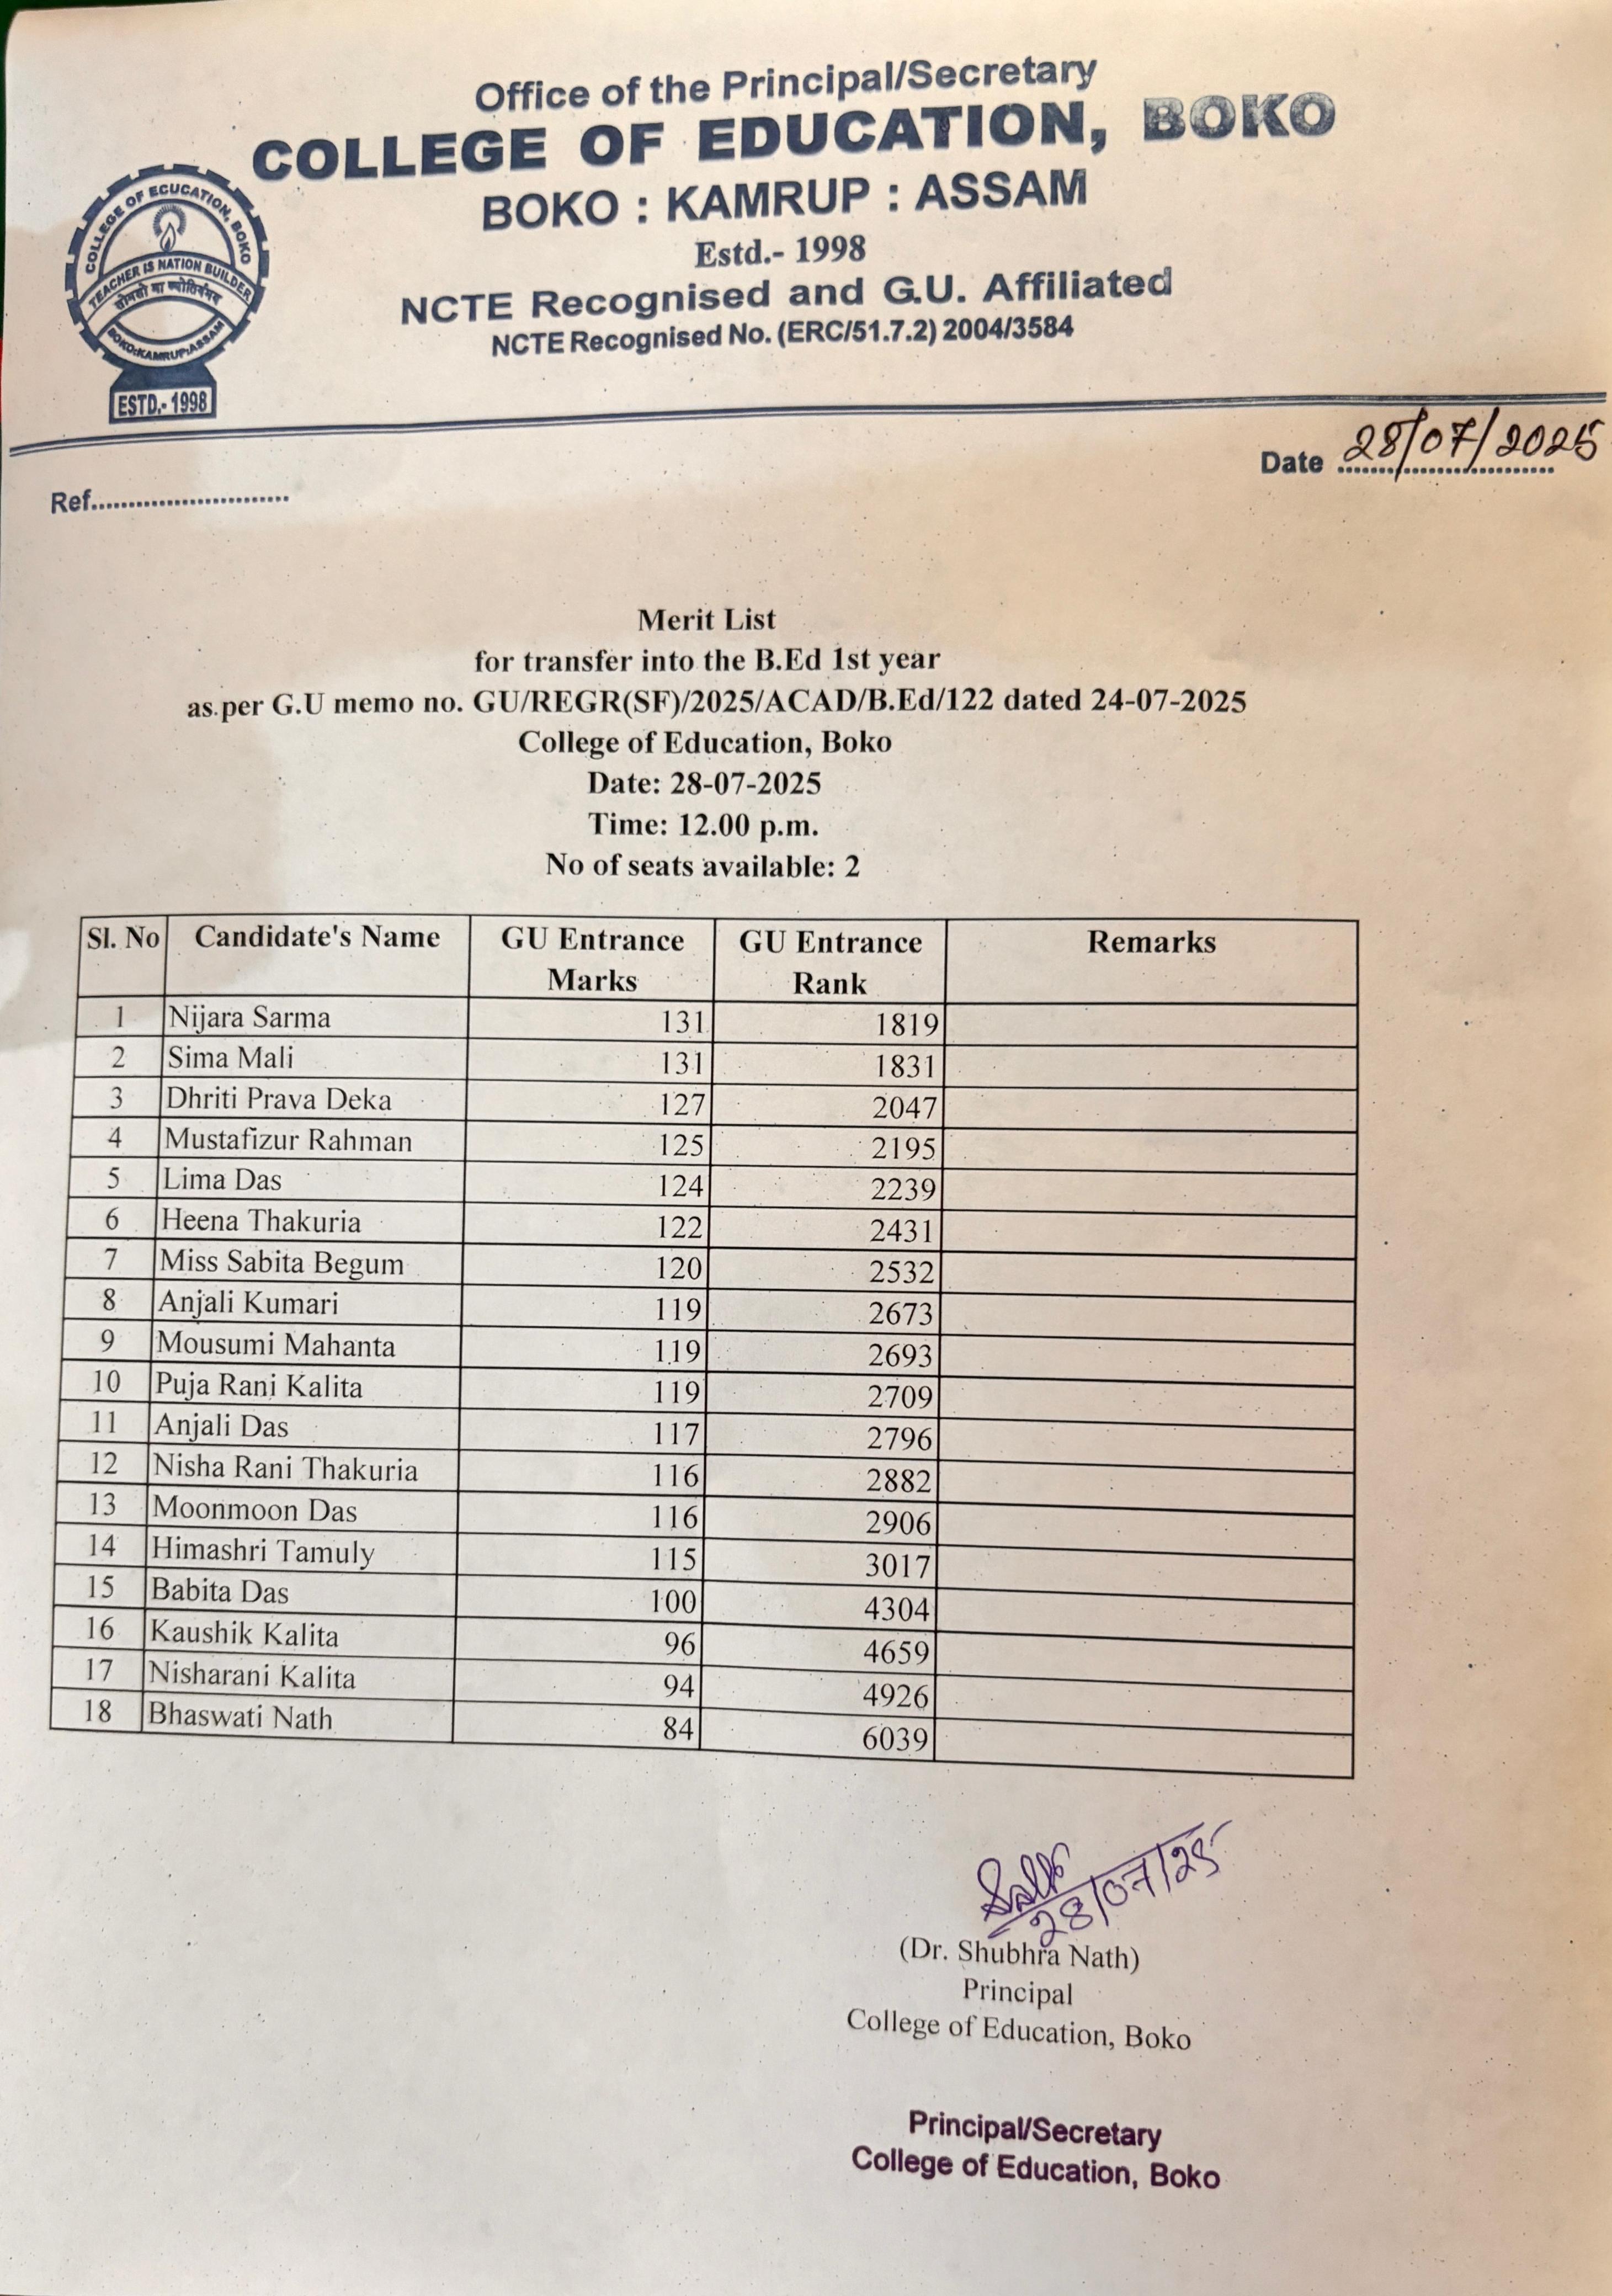 Office of the Principal/Secretary
COLLEGE OF EDUCATION, BOKO
BOKO : KAMRUP : ASSAM
Estd.- 1998
NCTE Recognised and G.U. Affiliated
NCTE Recognised No. (ERC/51.7.2) 2004/3584
COLLEGE OF ECUCATION, BOKO
TEACHER IS NATION BUILDER
BOKO:KAMRUP:ASSAM
ESTD.- 1998
Date 28/07/2025
Ref..........................
Merit List
for transfer into the B.Ed 1st year
as per G.U memo no. GU/REGR(SF)/2025/ACAD/B.Ed/122 dated 24-07-2025
College of Education, Boko
Date: 28-07-2025
Time: 12.00 p.m.
No of seats available: 2
Sl. No Candidate's Name GU Entrance Marks GU Entrance Rank Remarks
1 Nijara Sarma 131 1819
2 Sima Mali 131 1831
3 Dhriti Prava Deka 127 2047
4 Mustafizur Rahman 125 2195
5 Lima Das 124 2239
6 Heena Thakuria 122 2431
7 Miss Sabita Begum 120 2532
8 Anjali Kumari 119 2673
9 Mousumi Mahanta 119 2693
10 Puja Rani Kalita 119 2709
11 Anjali Das 117 2796
12 Nisha Rani Thakuria 116 2882
13 Moonmoon Das 116 2906
14 Himashri Tamuly 115 3017
15 Babita Das 100 4304
16 Kaushik Kalita 96 4659
17 Nisharani Kalita 94 4926
18 Bhaswati Nath 84 6039
28/07/25
(Dr. Shubhra Nath)
Principal
College of Education, Boko
Principal/Secretary
College of Education, Boko